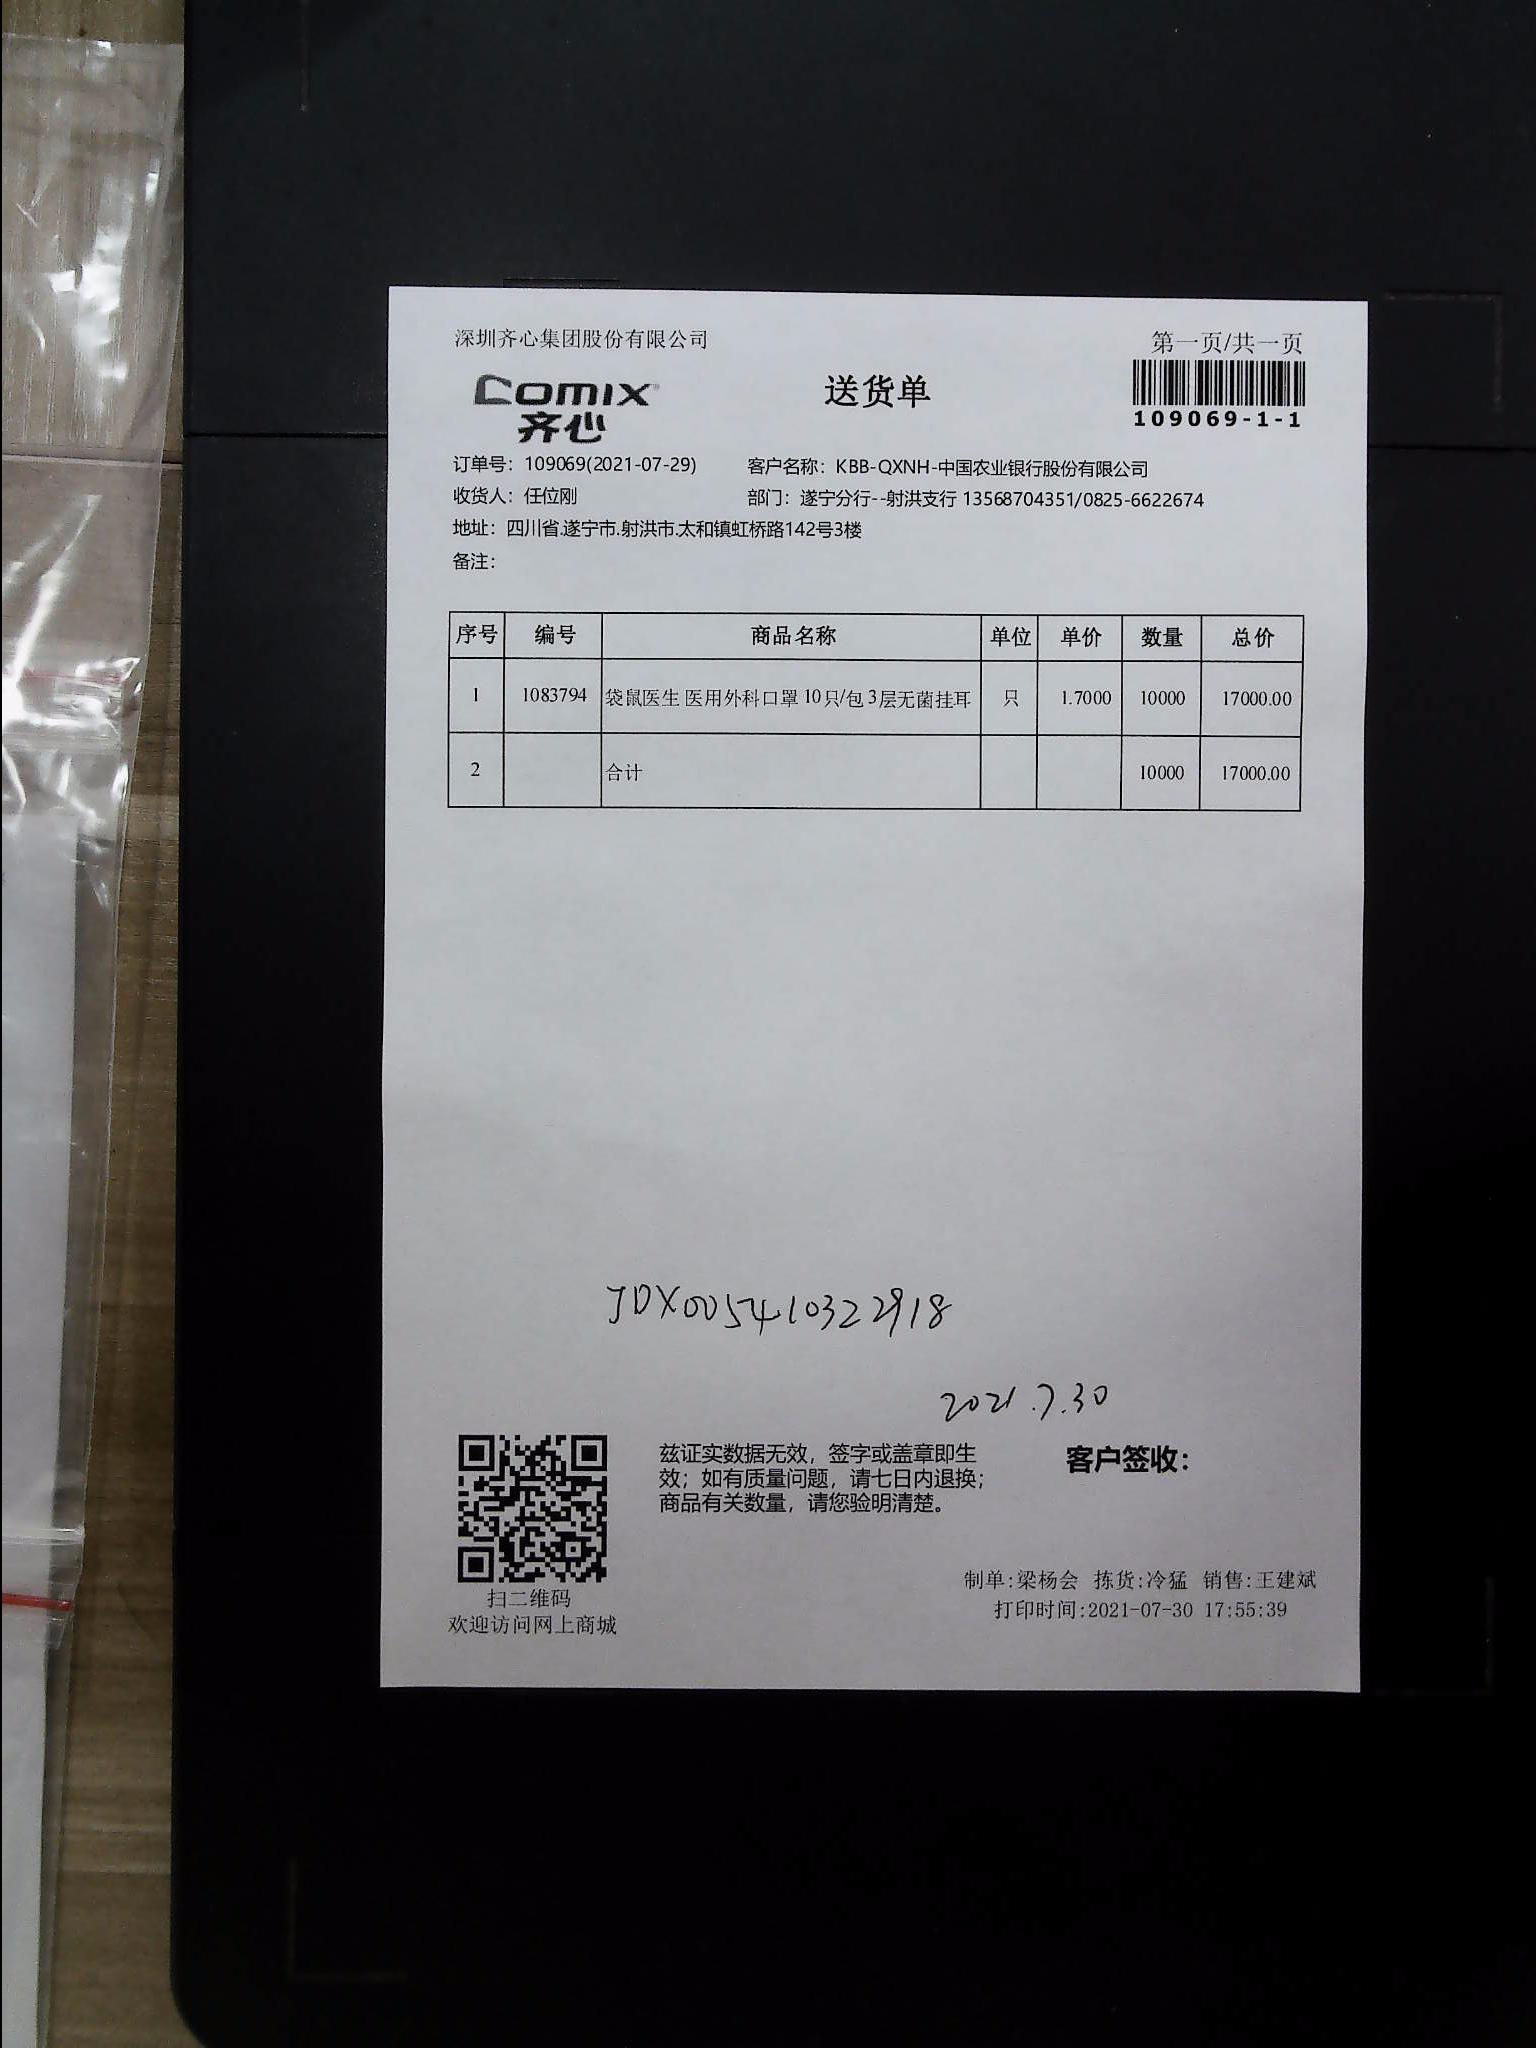 深圳齐心集团股份有限公司
第一页/共一页
COMIX
齐心
送货单
109069-1-1
订单号：109069(2021-07-29) 客户名称：KBB-QXNH-中国农业银行股份有限公司
收货人：任位刚 部门：遂宁分行--射洪支行 13568704351/0825-6622674
地址：四川省.遂宁市.射洪市.太和镇虹桥路142号3楼
备注：
序号 编号 商品名称 单位 单价 数量 总价
1 1083794 袋鼠医生 医用外科口罩 10只/包 3层无菌挂耳 只 1.7000 10000 17000.00
2 合计 10000 17000.00
JDX005410322918
2021.7.30
兹证实数据无效，签字或盖章即生
效；如有质量问题，请七日内退换；
商品有关数量，请您验明清楚。
客户签收：
扫二维码
欢迎访问网上商城
制单:梁杨会 拣货:冷猛 销售:王建斌
打印时间:2021-07-30 17:55:39